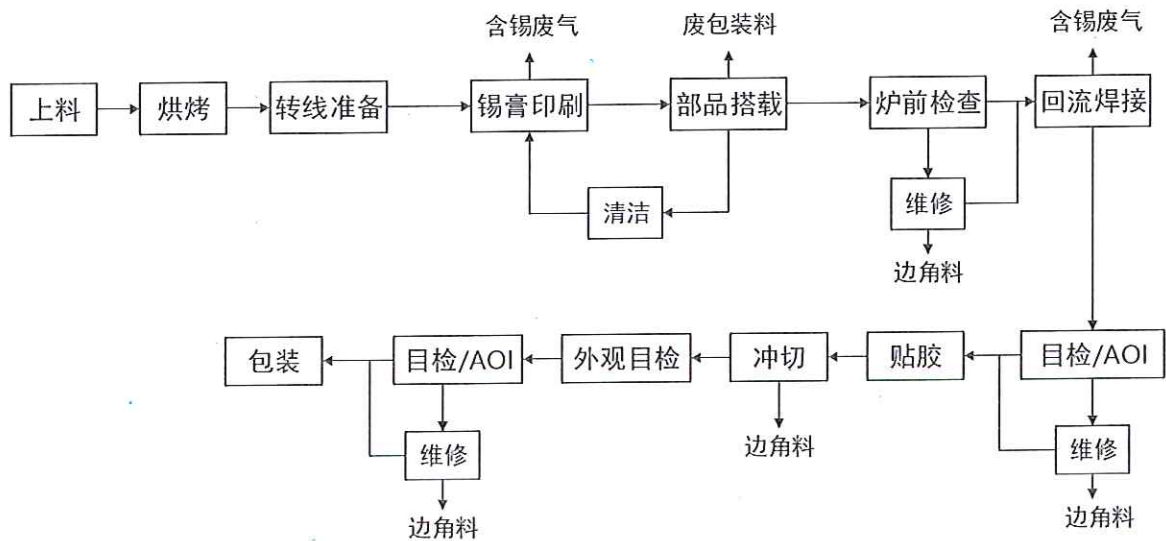 含锡废气 废包装料 含锡废气
上料 烘烤 转线准备 锡膏印刷 部品搭载 炉前检查 回流焊接
清洁 维修
边角料
包装 目检/AOI 外观目检 冲切 贴胶 目检/AOI
维修 边角料 维修
边角料 边角料